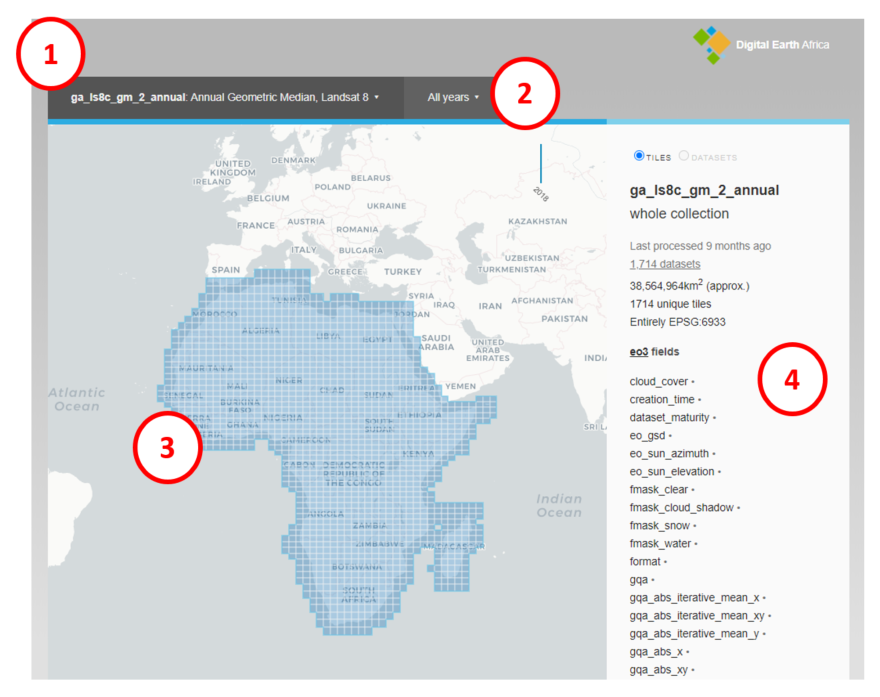 1
Digital Earth Africa
ga_ls8c_gm_2_annual: Annual Geometric Median, Landsat 8
All years
2
TILES DATASETS
ga_ls8c_gm_2_annual
whole collection
Last processed 9 months ago
1,714 datasets
38,564,964km2 (approx.)
1714 unique tiles
Entirely EPSG:6933
eo3 fields
cloud_cover
creation_time
dataset_maturity
eo_gsd
eo_sun_azimuth
eo_sun_elevation
fmask_clear
fmask_cloud_shadow
fmask_snow
fmask_water
format
gqa
gqa_abs_iterative_mean_x
gqa_abs_iterative_mean_xy
gqa_abs_iterative_mean_y
gqa_abs_x
gqa_abs_xy
4
2018
UNITED
KINGDOM
IRELAND
DENMARK
BELARUS
POLAND
BELGIUM
UKRAINE
FRANCE
AUSTRIA
ROMANIA
KAZAKHSTAN
ITALY
BULGARIA
UZBEKISTAN
SPAIN
GREECE
TURKEY
TURKMENISTAN
TUNISIA
SYRIA
IRAQ
IRAN
AFGHANISTAN
MOROCCO
JORDAN
PAKISTAN
ALGERIA
LIBYA
EGYPT
SAUDI
ARABIA
UNITED
ARAB
EMIRATES
INDI
MAURITANIA
MALI
NIGER
CHAD
SUDAN
ERITREA
YEMEN
Atlantic
Ocean
SENEGAL
BURKINA
FASO
GHANA
NIGERIA
SOUTH
SUDAN
ETHIOPIA
SRI L
3
CAMEROON
KENYA
GABON
DEMOCRATIC
REPUBLIC OF
THE CONGO
Indian
Ocean
ANGOLA
ZAMBIA
ZIMBABWE
MADAGASCAR
BOTSWANA
SOUTH
AFRICA